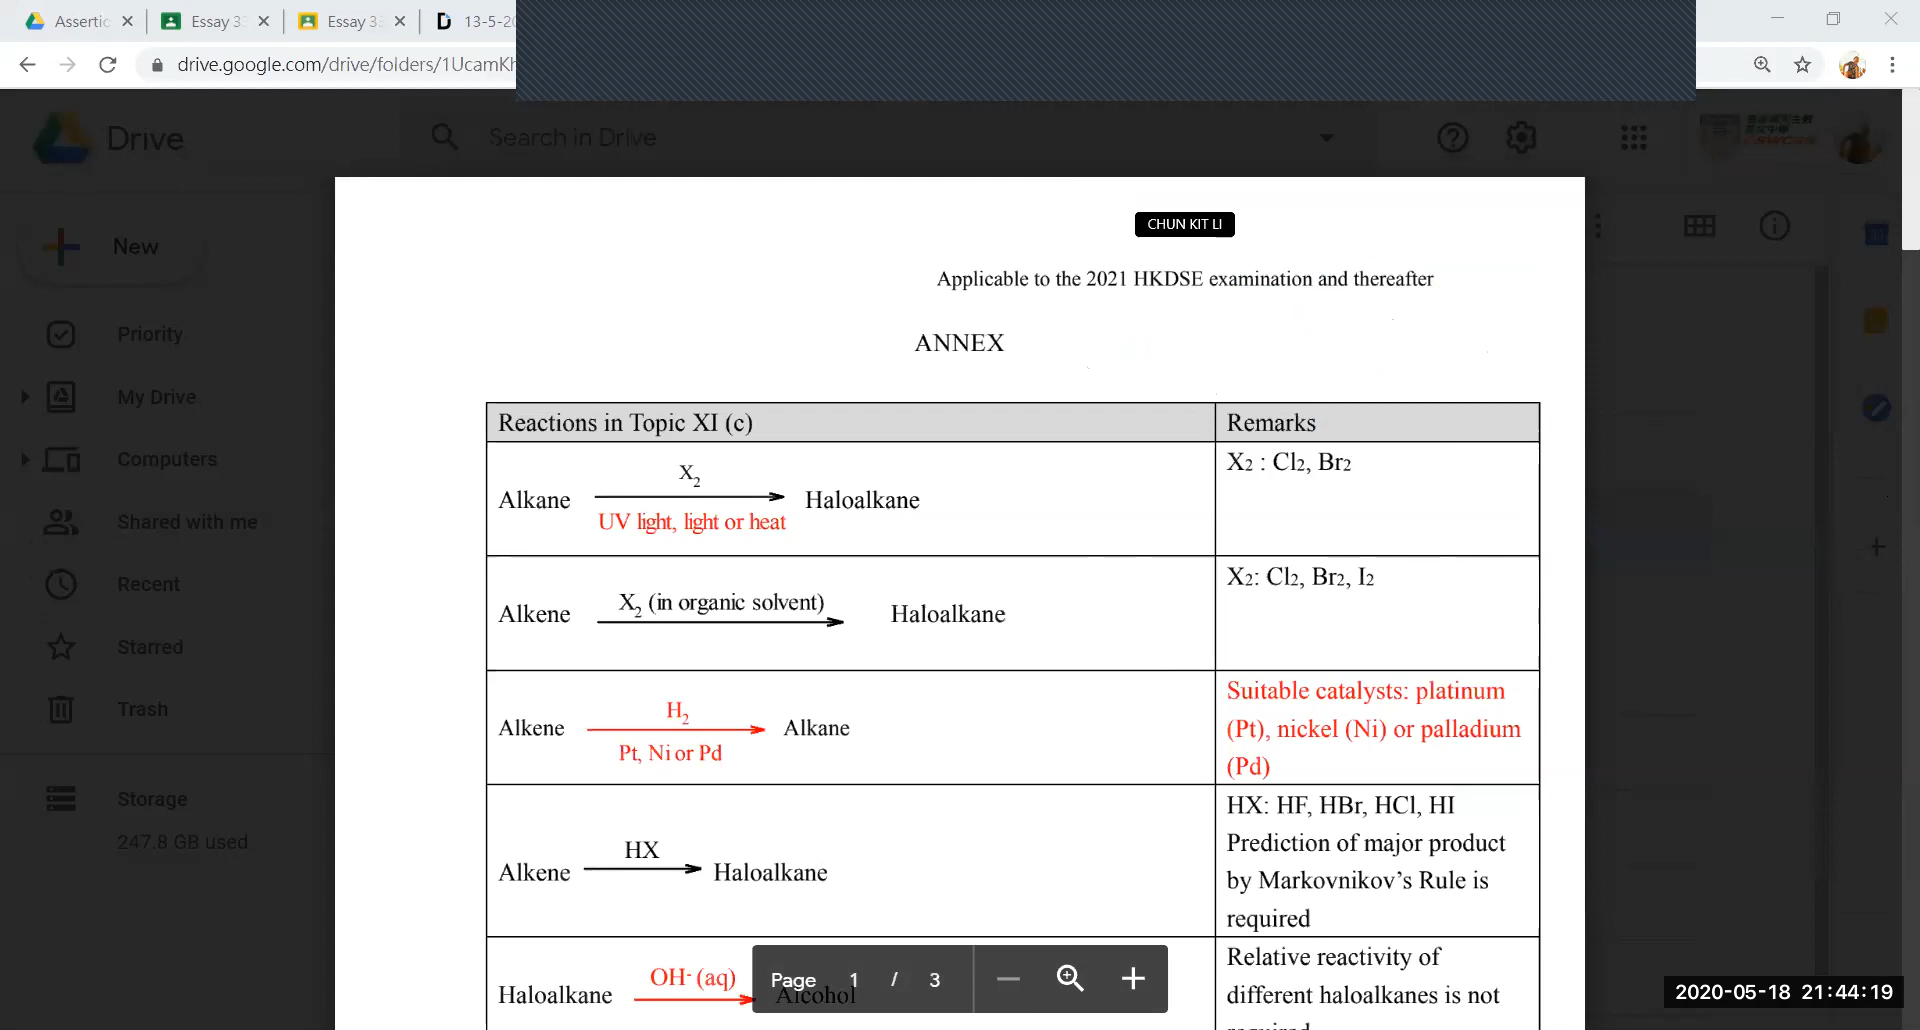 Assertic
Essay 3
Essay 3
13-5-20
drive.google.com/drive/folders/1UcamKh
Drive
Search in Drive
New
Priority
My Drive
Computers
Shared with me
Recent
Starred
Trash
Storage
247.8 GB used
CHUN KIT LI
Applicable to the 2021 HKDSE examination and thereafter
ANNEX
Reactions in Topic XI (c)
Remarks
X₂
Alkane
Haloalkane
UV light, light or heat
X₂ : Cl₂, Br₂
X₂ (in organic solvent)
Alkene
Haloalkane
X₂: Cl₂, Br₂, I₂
H₂
Alkene
Alkane
Pt, Ni or Pd
Suitable catalysts: platinum
(Pt), nickel (Ni) or palladium
(Pd)
HX
Alkene
Haloalkane
HX: HF, HBr, HCl, HI
Prediction of major product
by Markovnikov’s Rule is
required
OH⁻ (aq)
Haloalkane
Alcohol
Relative reactivity of
different haloalkanes is not
Page 1 / 3
2020-05-18 21:44:19